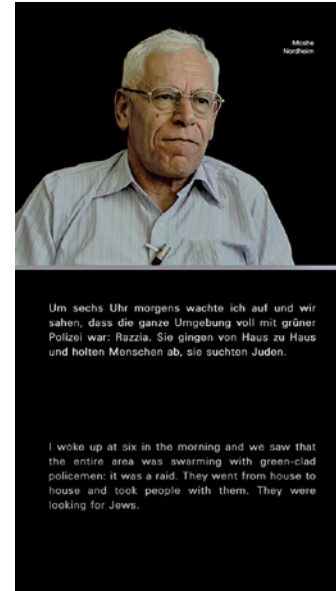 Moshe
Nordheim
Um sechs Uhr morgens wachte ich auf und wir
sahen, dass die ganze Umgebung voll mit grüner
Polizei war: Razzia. Sie gingen von Haus zu Haus
und holten Menschen ab, sie suchten Juden.
I woke up at six in the morning and we saw that
the entire area was swarming with green-clad
policemen: it was a raid. They went from house to
house and took people with them. They were
looking for Jews.